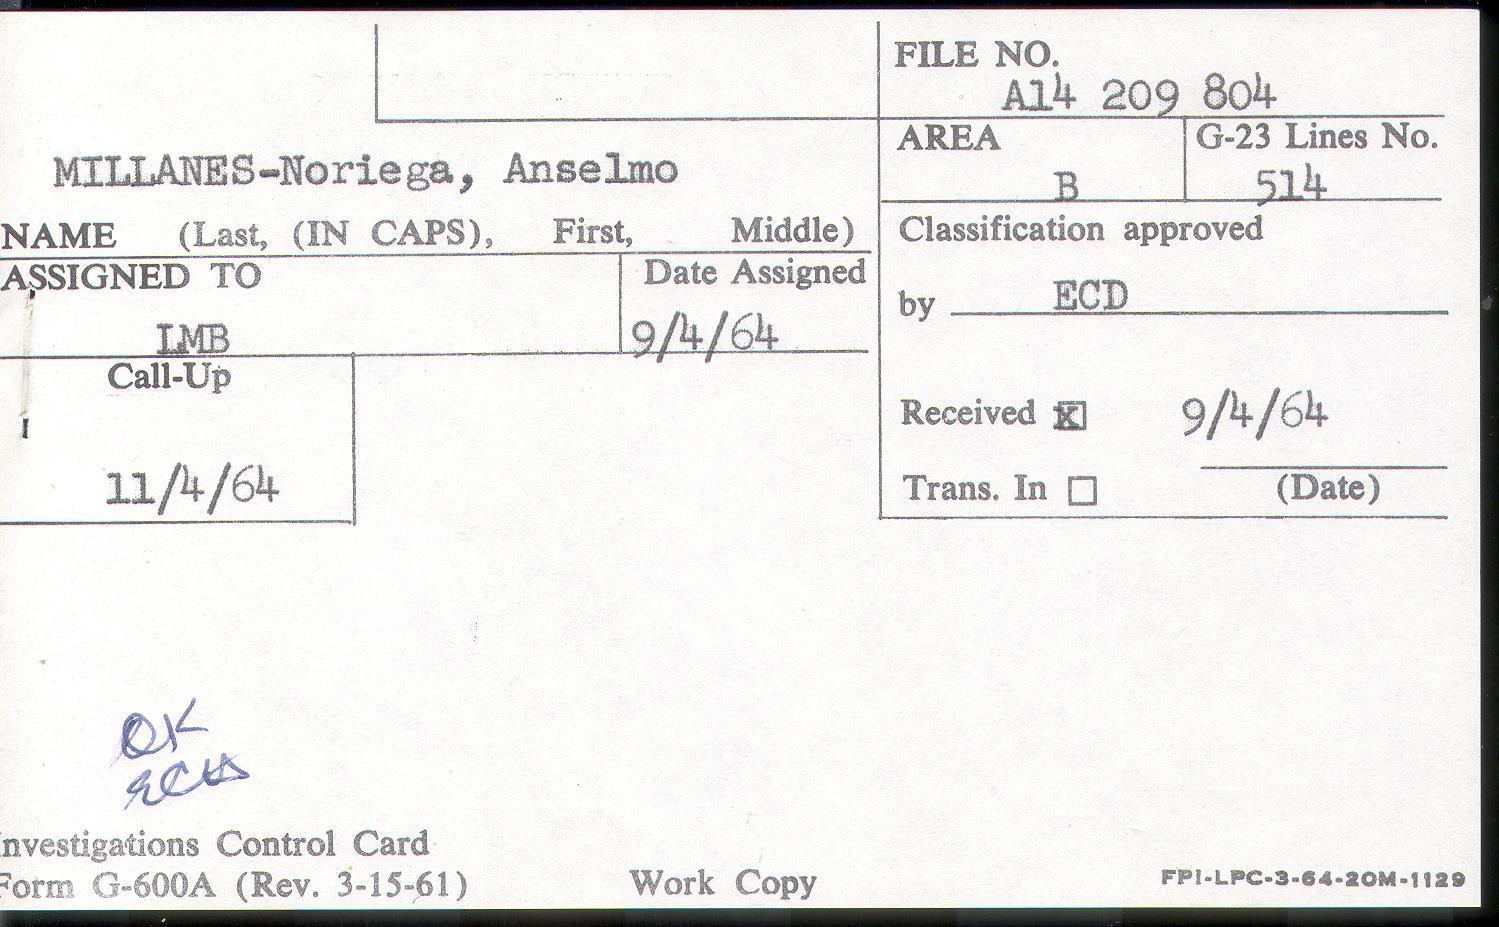 FILE NO.
A14 209 804
AREA
B
G-23 Lines No.
514
MILLANES-Noriega, Anselmo
NAME (Last, (IN CAPS), First, Middle)
Classification approved
by ECD
ASSIGNED TO
LMB
Date Assigned
9/4/64
Call-Up
11/4/64
Received x 9/4/64
Trans. In (Date)
OK
nvestigations Control Card
Form G-600A (Rev. 3-15-61)
Work Copy
FPI-LPC-3-64-20M-1129